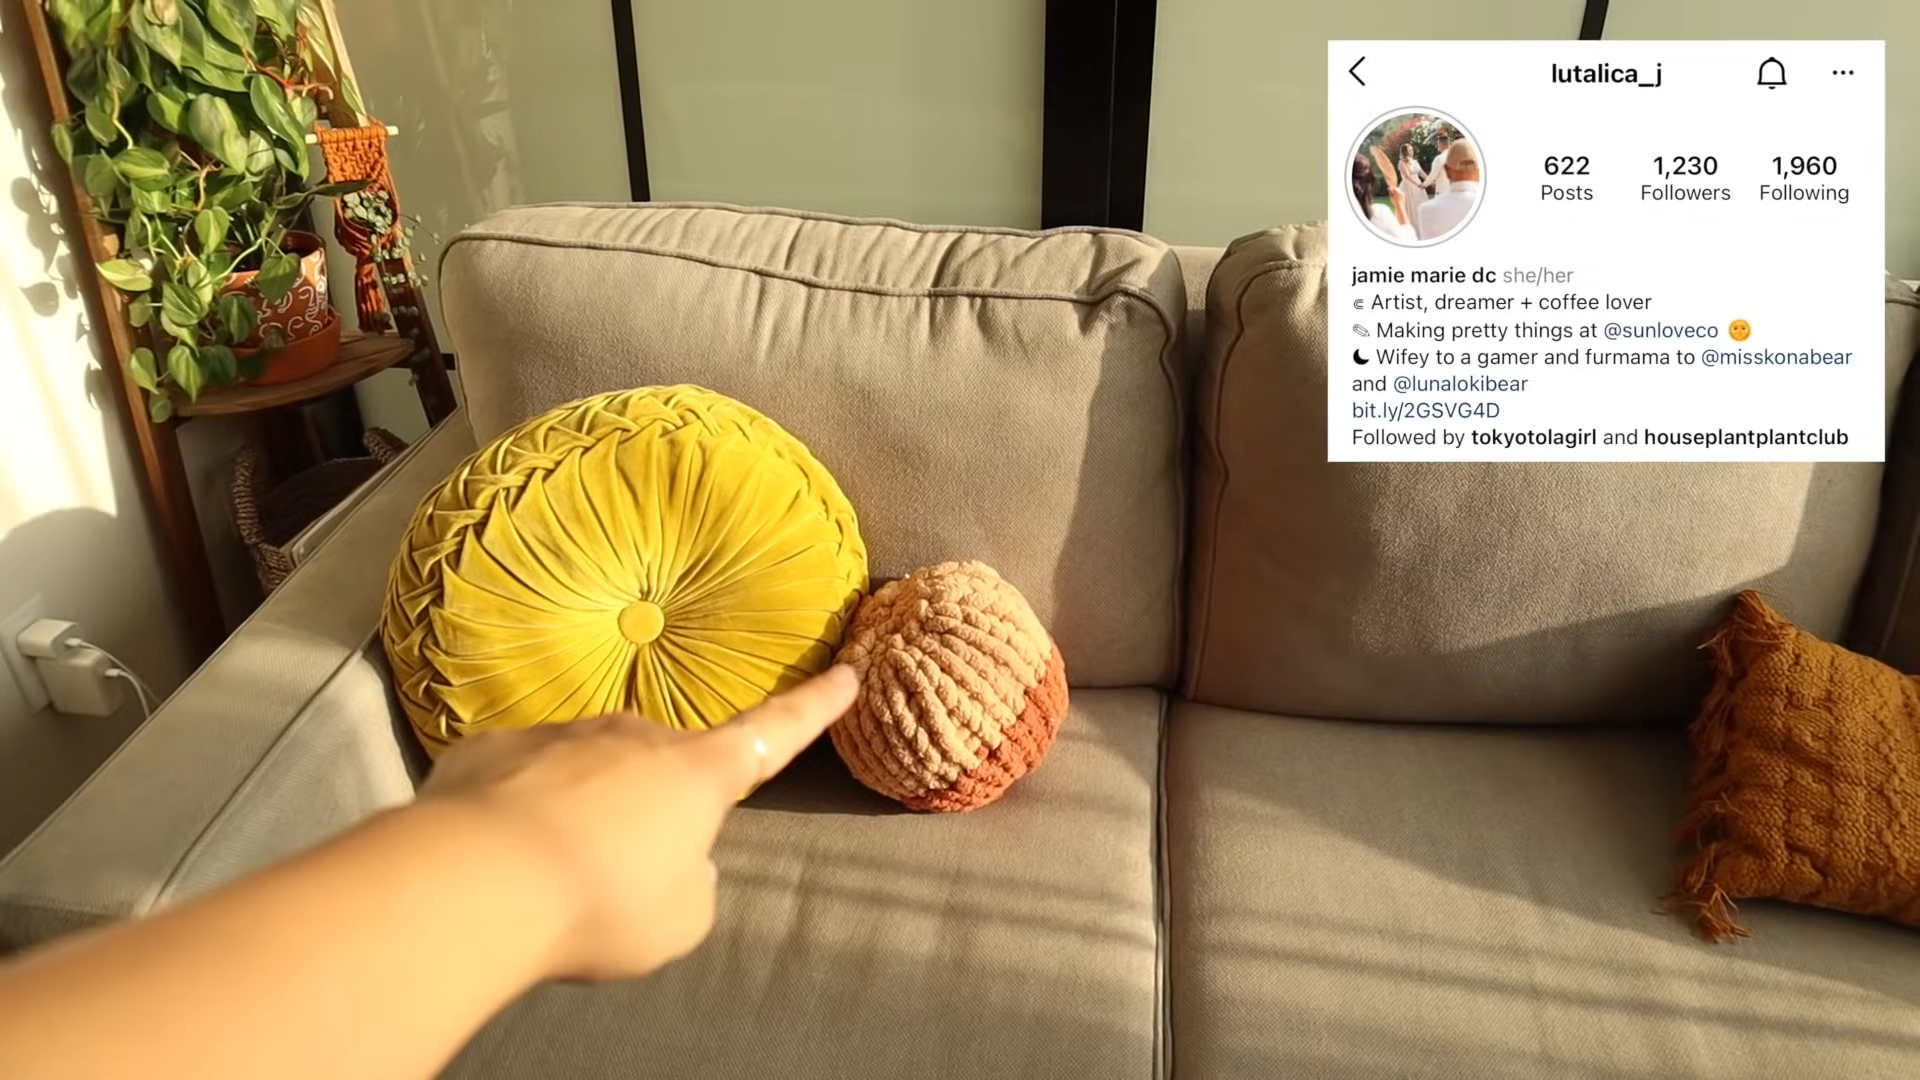 lutalica_j
622 1,230 1,960
Posts Followers Following
jamie marie dc she/her
Artist, dreamer + coffee lover
Making pretty things at @sunloveco
Wifey to a gamer and furmama to @misskonabear
and @lunalokibear
bit.ly/2GSVG4D
Followed by tokyotolagirl and houseplantplantclub